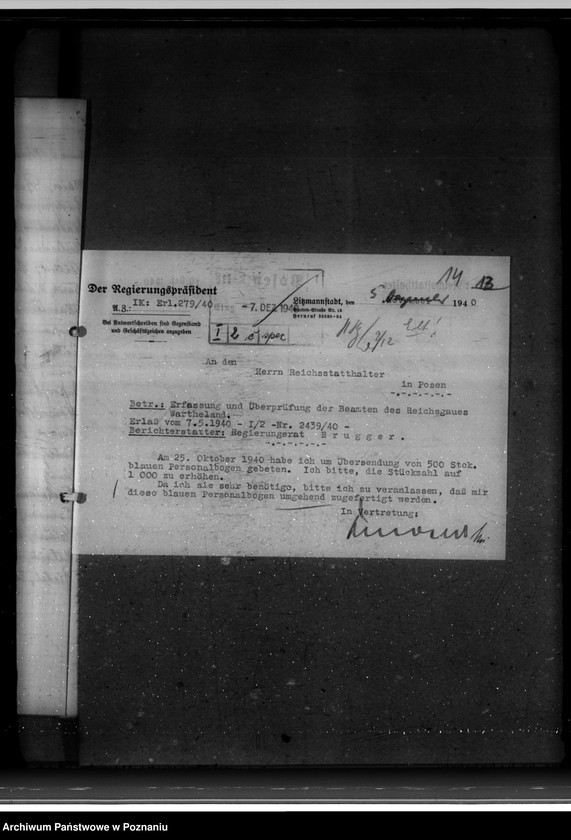 14 13
Der Regierungspräsident
A.Z.: IK: Erl.279/40
-7. DEZ. 1940
Litzmannstadt, den 5. Dezember 1940
Bei Antwortschreiben sind Gegenstand
und Geschäftszeichen anzugeben
I 2 spec
Eilt!
An den
Herrn Reichsstatthalter
in Posen
-.-.-.-.-.-
Betr.: Erfassung und Überprüfung der Beamten des Reichsgaues
Wartheland.
Erlaß vom 7.5.1940 - I/2 -Nr. 2439/40 -
Berichterstatter: Regierungsrat B r u g g e r .
-.-.-.-.-.-
Am 25. Oktober 1940 habe ich um Übersendung von 500 Stck.
blauen Personalbogen gebeten. Ich bitte, die Stückzahl auf
1 000 zu erhöhen.
Da ich sie sehr benötige, bitte ich zu veranlassen, daß mir
diese blauen Personalbogen umgehend zugefertigt werden.
In Vertretung:
Archiwum Państwowe w Poznaniu